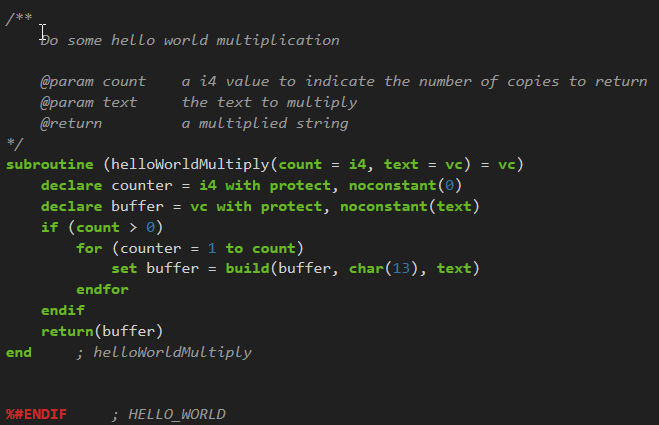 /**
    Do some hello world multiplication

    @param count    a i4 value to indicate the number of copies to return
    @param text     the text to multiply
    @return         a multiplied string
*/
subroutine (helloWorldMultiply(count = i4, text = vc) = vc)
    declare counter = i4 with protect, noconstant(0)
    declare buffer = vc with protect, noconstant(text)
    if (count > 0)
        for (counter = 1 to count)
            set buffer = build(buffer, char(13), text)
        endfor
    endif
    return(buffer)
end     ; helloWorldMultiply


%#ENDIF     ; HELLO_WORLD